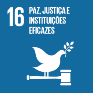 16 PAZ, JUSTIÇA E
INSTITUIÇÕES
EFICAZES